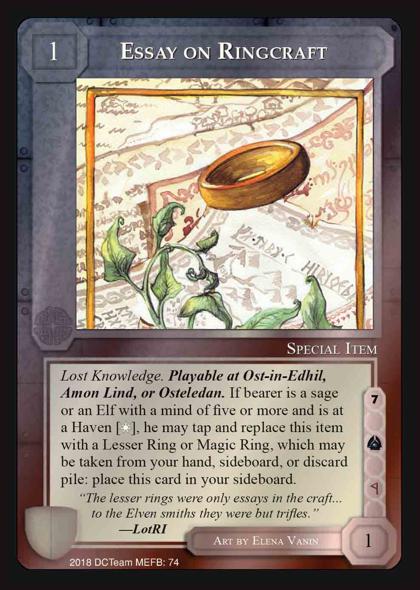 1
ESSAY ON RINGCRAFT
SPECIAL ITEM
Lost Knowledge. Playable at Ost-in-Edhil,
Amon Lind, or Osteledan. If bearer is a sage
or an Elf with a mind of five or more and is at
a Haven [☀], he may tap and replace this item
with a Lesser Ring or Magic Ring, which may
be taken from your hand, sideboard, or discard
pile: place this card in your sideboard.
"The lesser rings were only essays in the craft...
to the Elven smiths they were but trifles."
—LotRI
7
ART BY ELENA VANIN
1
2018 DCTeam MEFB: 74